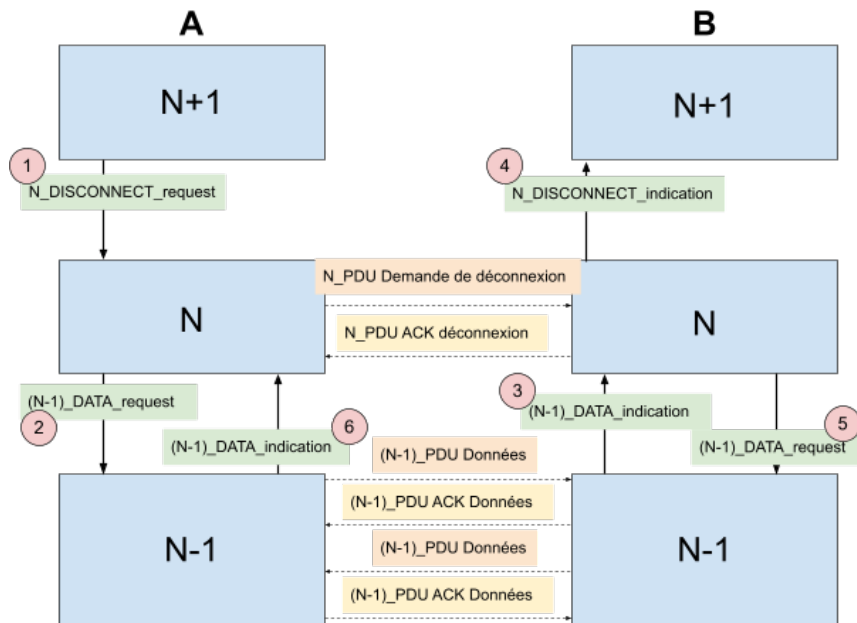 A
B
N+1
N+1
1
4
N_DISCONNECT_request
N_DISCONNECT_indication
N_PDU Demande de déconnexion
N
N
N_PDU ACK déconnexion
(N-1)_DATA_request
3
(N-1)_DATA_indication
2
6
5
(N-1)_DATA_indication
(N-1)_PDU Données
(N-1)_DATA_request
(N-1)_PDU ACK Données
N-1
N-1
(N-1)_PDU Données
(N-1)_PDU ACK Données